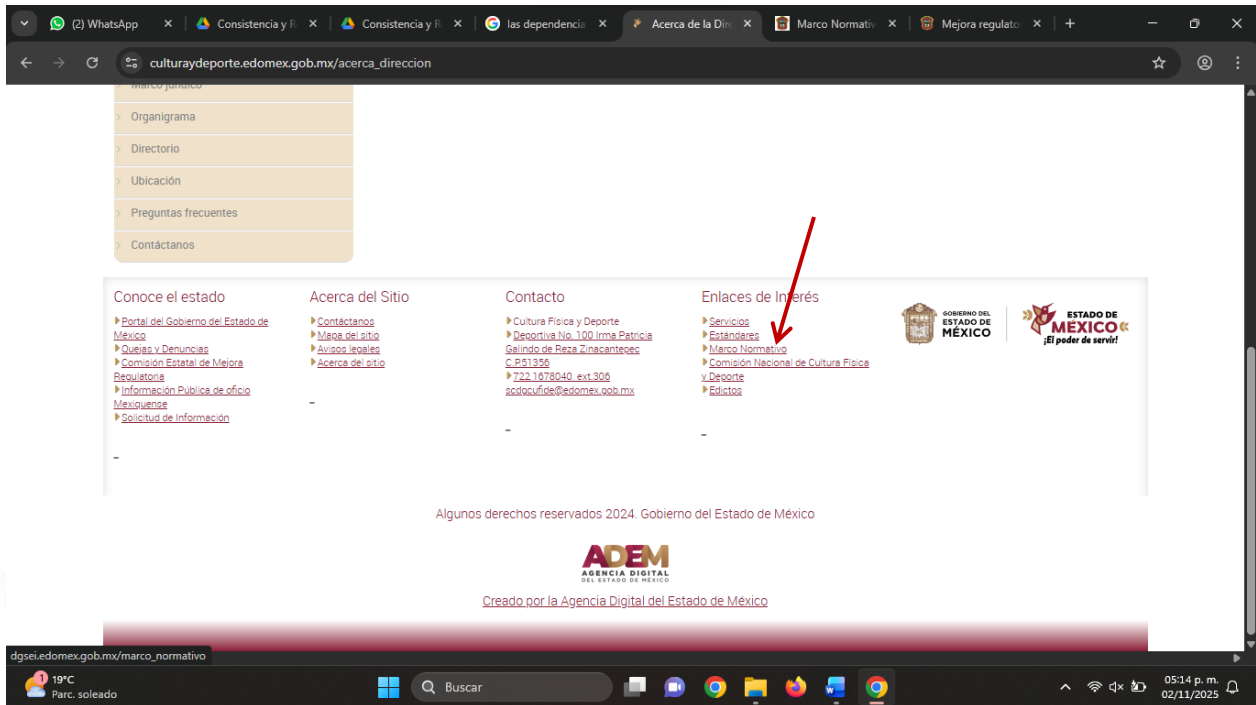 (2) WhatsApp
Consistencia y R
Consistencia y R
las dependencia
Acerca de la Dire
Marco Normativ
Mejora regulato
culturaydeporte.edomex.gob.mx/acerca_direccion
Marco jurídico
Organigrama
Directorio
Ubicación
Preguntas frecuentes
Contáctanos
Conoce el estado
Portal del Gobierno del Estado de
México
Quejas y Denuncias
Comisión Estatal de Mejora
Regulatoria
Información Pública de oficio
Mexiquense
Solicitud de Información
–
Acerca del Sitio
Contáctanos
Mapa del sitio
Avisos legales
Acerca del sitio
–
Contacto
Cultura Física y Deporte
Deportiva No. 100 Irma Patricia
Galindo de Reza Zinacantepec
C.P.51356
722 1678040 ext.306
scdgcufide@edomex.gob.mx
–
Enlaces de Interés
Servicios
Estándares
Marco Normativo
Comisión Nacional de Cultura Física
y Deporte
Edictos
–
GOBIERNO DEL
ESTADO DE
MÉXICO
ESTADO DE
MÉXICO
¡El poder de servir!
Algunos derechos reservados 2024. Gobierno del Estado de México
ADEM
AGENCIA DIGITAL
DEL ESTADO DE MÉXICO
Creado por la Agencia Digital del Estado de México
dgsei.edomex.gob.mx/marco_normativo
1
19°C
Parc. soleado
Buscar
05:14 p. m.
02/11/2025